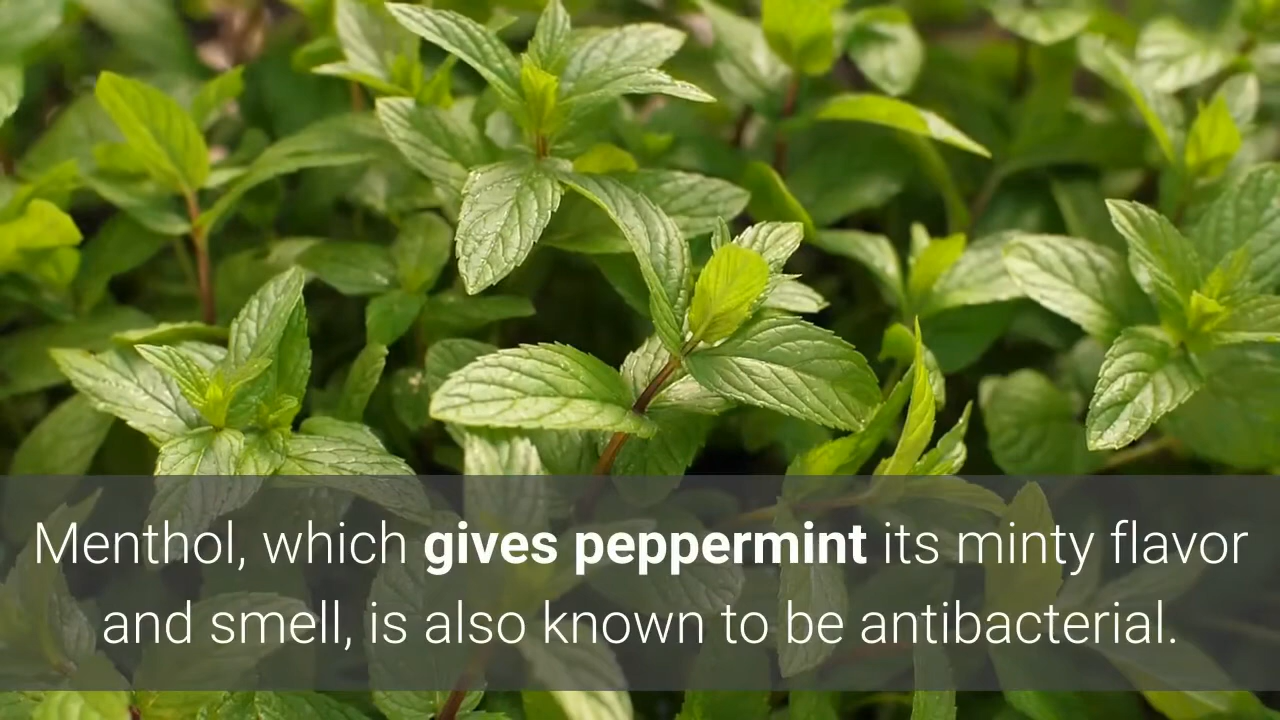 Menthol, which gives peppermint its minty flavor
and smell, is also known to be antibacterial.